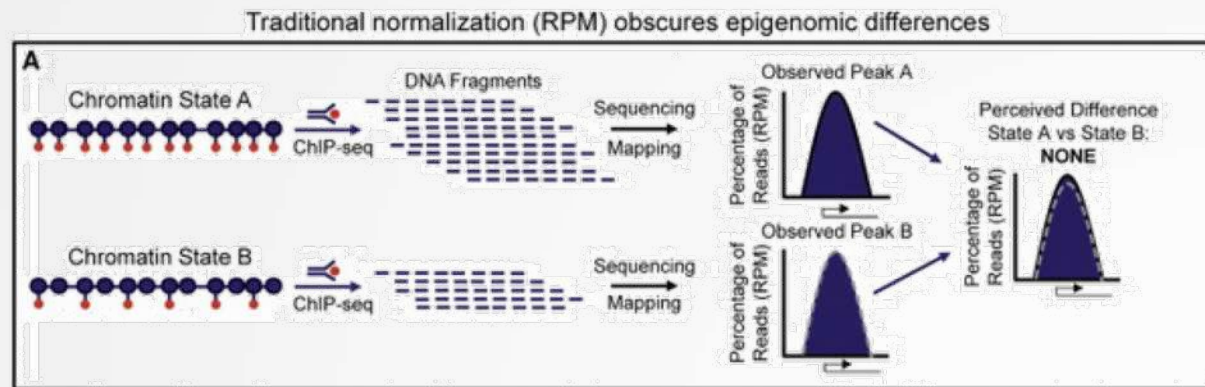 Traditional normalization (RPM) obscures epigenomic differences
A
Chromatin State A
ChIP-seq
DNA Fragments
Sequencing
Mapping
Observed Peak A
Percentage of
Reads (RPM)
Perceived Difference
State A vs State B:
NONE
Percentage of
Reads (RPM)
Chromatin State B
ChIP-seq
Sequencing
Mapping
Observed Peak B
Percentage of
Reads (RPM)